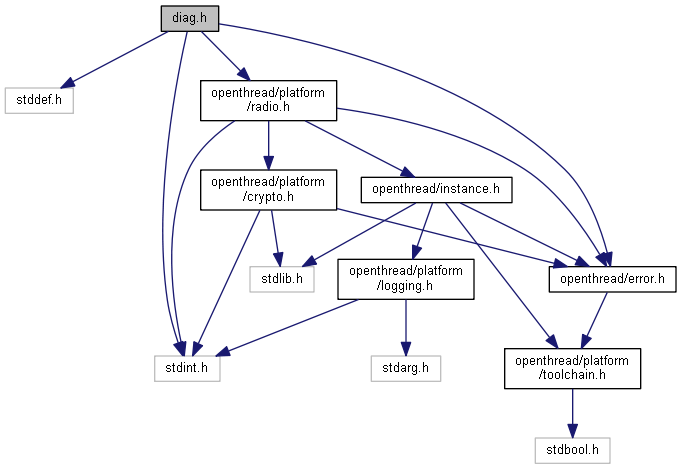 diag.h
stddef.h
openthread/platform
/radio.h
openthread/platform
/crypto.h
openthread/instance.h
stdlib.h
openthread/platform
/logging.h
openthread/error.h
stdint.h
stdarg.h
openthread/platform
/toolchain.h
stdbool.h